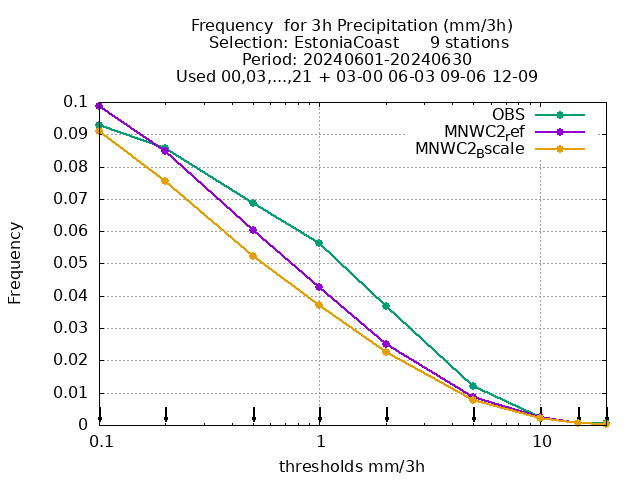 Frequency  for 3h Precipitation (mm/3h)
Selection: EstoniaCoast      9 stations
Period: 20240601-20240630
Used 00,03,...,21 + 03-00 06-03 09-06 12-09
OBS
MNWC2ref
MNWC2Bscale
0.1
0.09
0.08
0.07
0.06
0.05
0.04
0.03
0.02
0.01
0
Frequency
0.1
1
10
thresholds mm/3h